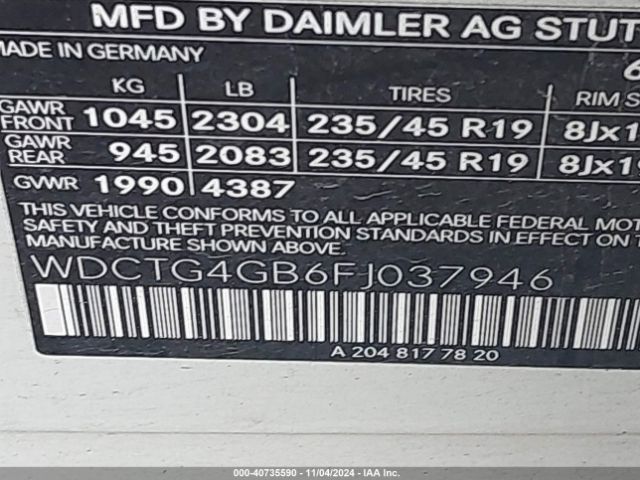 MFD BY DAIMLER AG STUT
MADE IN GERMANY
KG LB TIRES RIM S
GAWR FRONT 1045 2304 235/45 R19 8Jx1
GAWR REAR 945 2083 235/45 R19 8Jx19
GVWR 1990 4387
THIS VEHICLE CONFORMS TO ALL APPLICABLE FEDERAL MOT
SAFETY AND THEFT PREVENTION STANDARDS IN EFFECT ON T
MANUFACTURE SHOWN ABOVE.
WDCTG4GB6FJ037946
A 204 817 78 20
000-40735590 - 11/04/2024 - IAA Inc.